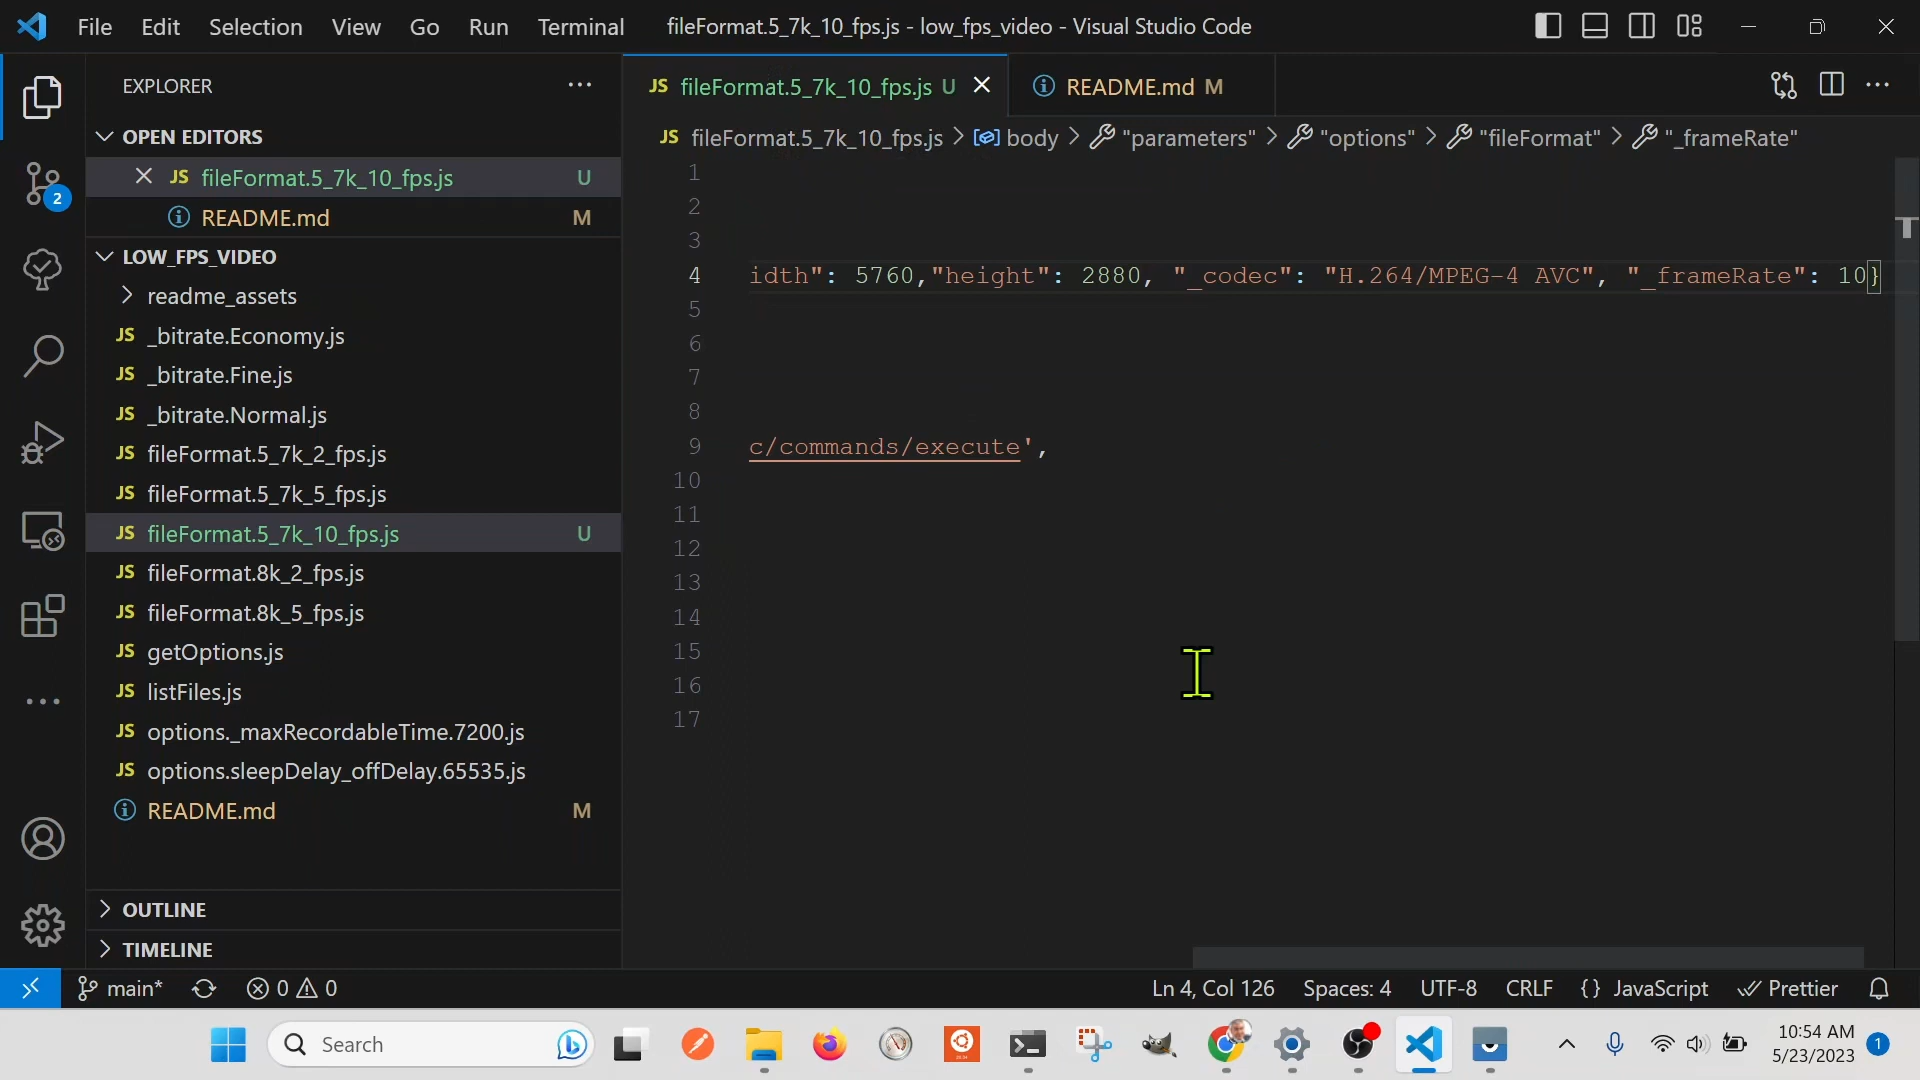 File Edit Selection View Go Run Terminal fileFormat.5_7k_10_fps.js - low_fps_video - Visual Studio Code
EXPLORER
JS fileFormat.5_7k_10_fps.js U
README.md M
OPEN EDITORS
JS fileFormat.5_7k_10_fps.js > body > "parameters" > "options" > "fileFormat" > "_frameRate"
JS fileFormat.5_7k_10_fps.js U
README.md M
LOW_FPS_VIDEO
readme_assets
JS _bitrate.Economy.js
JS _bitrate.Fine.js
JS _bitrate.Normal.js
JS fileFormat.5_7k_2_fps.js
JS fileFormat.5_7k_5_fps.js
JS fileFormat.5_7k_10_fps.js U
JS fileFormat.8k_2_fps.js
JS fileFormat.8k_5_fps.js
JS getOptions.js
JS listFiles.js
JS options._maxRecordableTime.7200.js
JS options.sleepDelay_offDelay.65535.js
README.md M
OUTLINE
TIMELINE
2
1
2
3
4 idth": 5760,"height": 2880, "_codec": "H.264/MPEG-4 AVC", "_frameRate": 10}
5
6
7
8
9 c/commands/execute',
10
11
12
13
14
15
16
17
main* 0 0 Ln 4, Col 126 Spaces: 4 UTF-8 CRLF {} JavaScript Prettier
Search
10:54 AM
5/23/2023
1